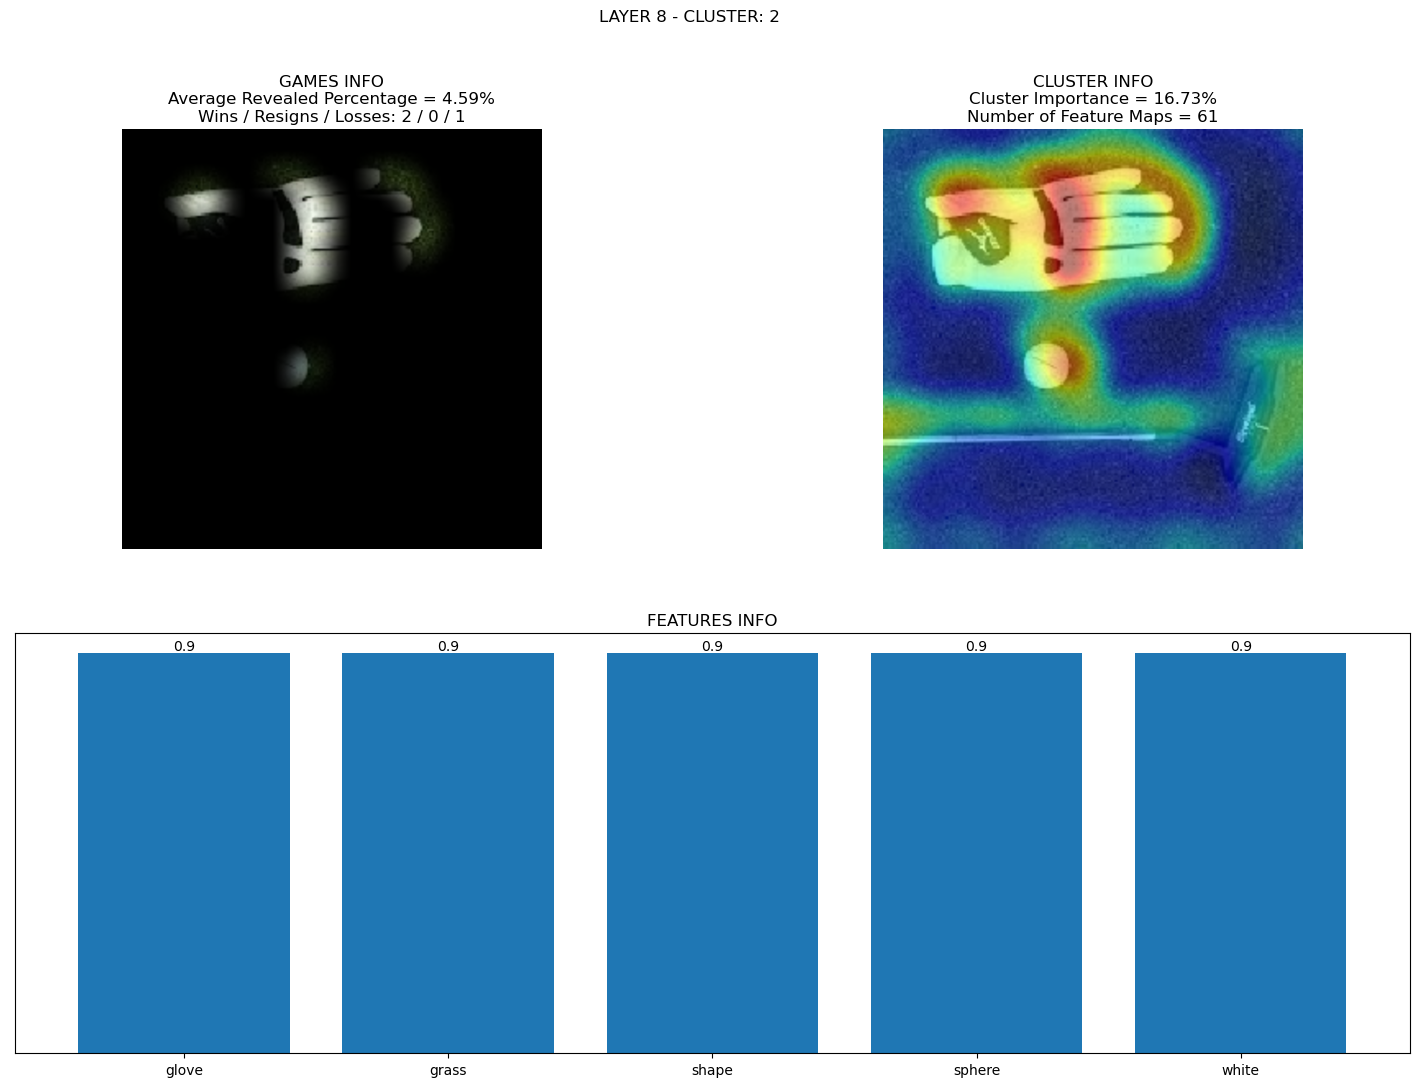 LAYER 8 - CLUSTER: 2
GAMES INFO
Average Revealed Percentage = 4.59%
Wins / Resigns / Losses: 2 / 0 / 1
CLUSTER INFO
Cluster Importance = 16.73%
Number of Feature Maps = 61
FEATURES INFO
0.9
0.9
0.9
0.9
0.9
glove
grass
shape
sphere
white